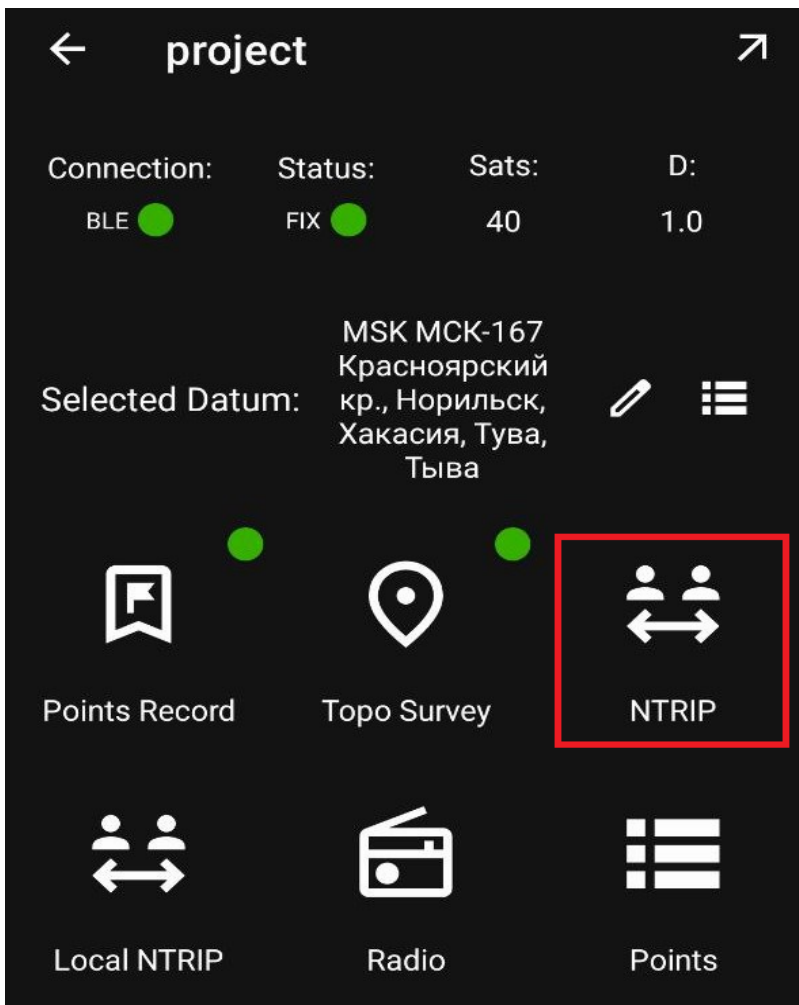 project
Connection: Status: Sats: D:
BLE FIX 40 1.0
MSK МСК-167
Красноярский
Selected Datum: кр., Норильск,
Хакасия, Тува,
Тыва
Points Record Topo Survey NTRIP
Local NTRIP Radio Points